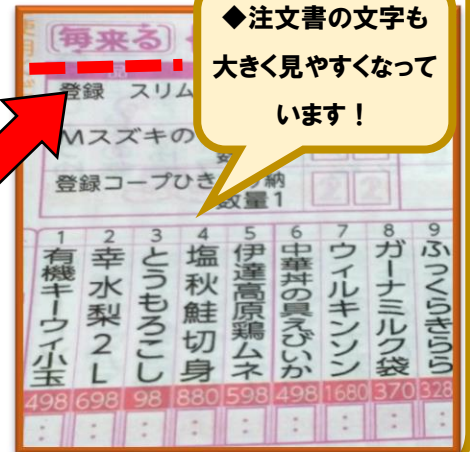 ◆注文書の文字も
大きく見やすくなって
います！
毎来る
登録 スリム
Mスズキの
登録コープひき
納
数量1
1 2 3 4 5 6 7 8 9
有機キーウィ小玉
幸水梨2L
とうもろこし
塩秋鮭切身
伊達高原鶏ムネ
中華丼の具えびいか
ウィルキンソン
ガーナミルク袋
ふっくらきらら
498 698 98 880 598 498 1680 370 328